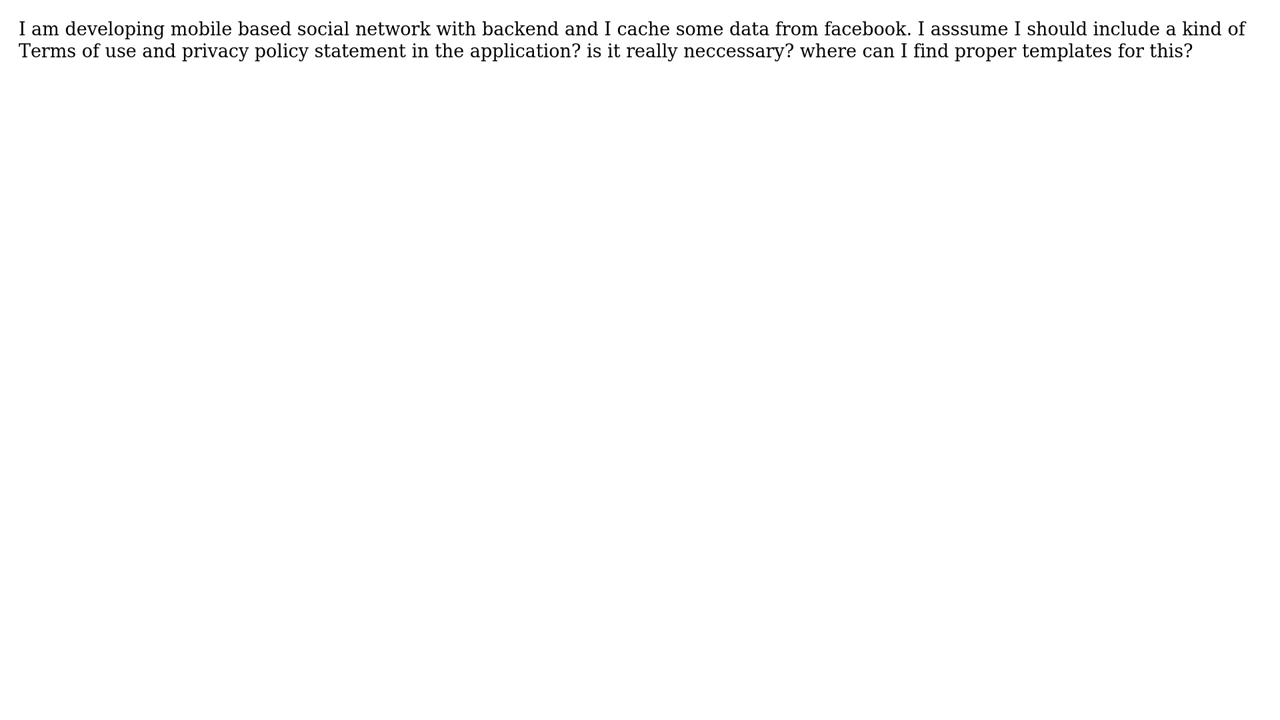 I am developing mobile based social network with backend and I cache some data from facebook. I asssume I should include a kind of
Terms of use and privacy policy statement in the application? is it really neccessary? where can I find proper templates for this?